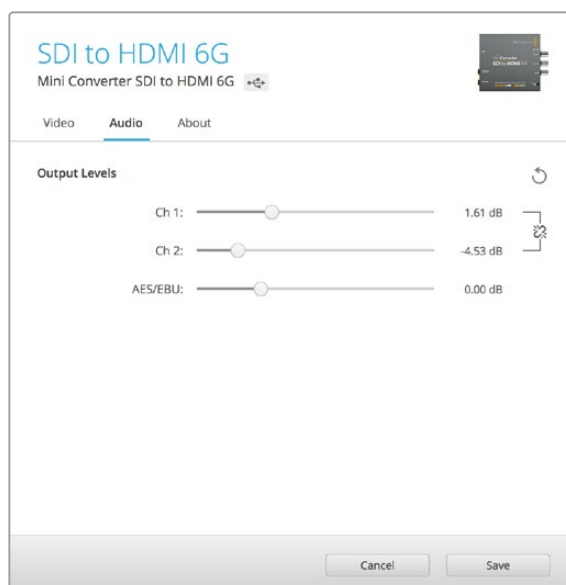 SDI to HDMI 6G
Mini Converter SDI to HDMI 6G
Video Audio About
Output Levels
Ch 1: 1.61 dB
Ch 2: -4.53 dB
AES/EBU: 0.00 dB
Cancel Save